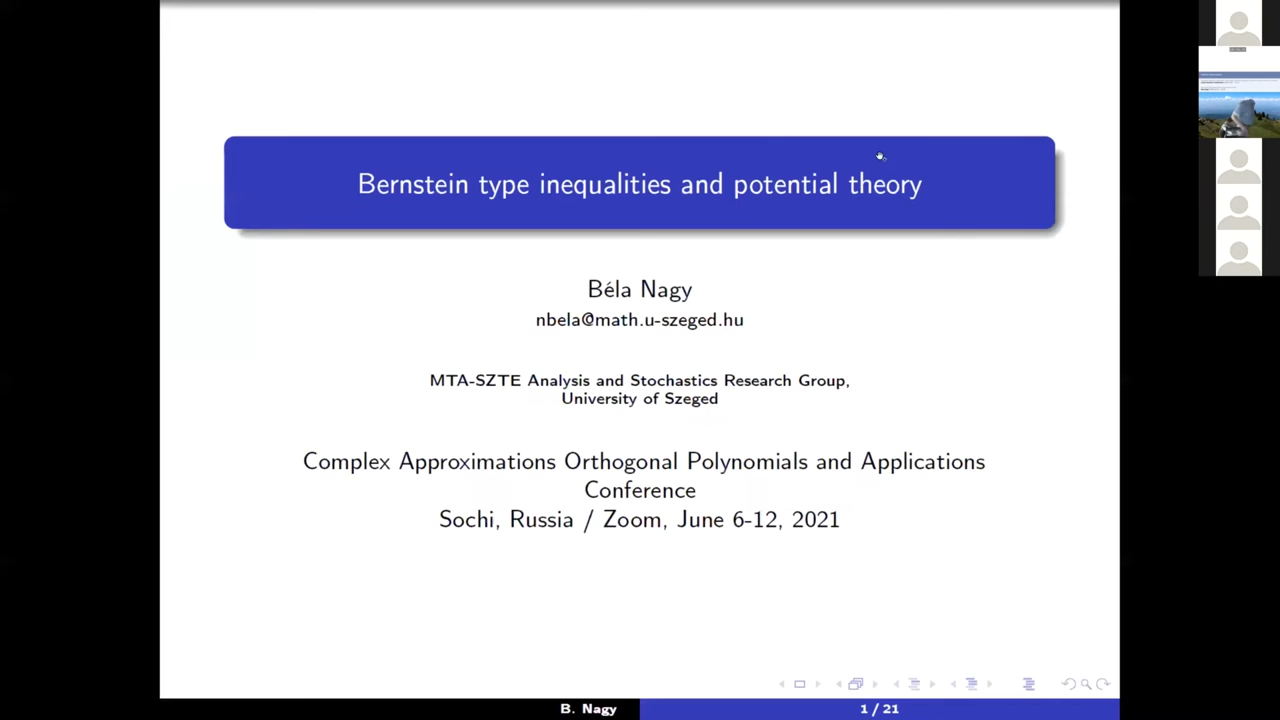 Bernstein type inequalities and potential theory
Béla Nagy
nbela@math.u-szeged.hu
MTA-SZTE Analysis and Stochastics Research Group,
University of Szeged
Complex Approximations Orthogonal Polynomials and Applications
Conference
Sochi, Russia / Zoom, June 6-12, 2021
B. Nagy
1 / 21